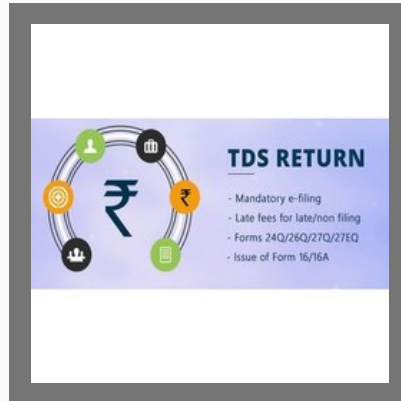 TDS RETURN
- Mandatory e-filing
- Late fees for late/non filing
- Forms 24Q/26Q/27Q/27EQ
- Issue of Form 16/16A
₹
₹